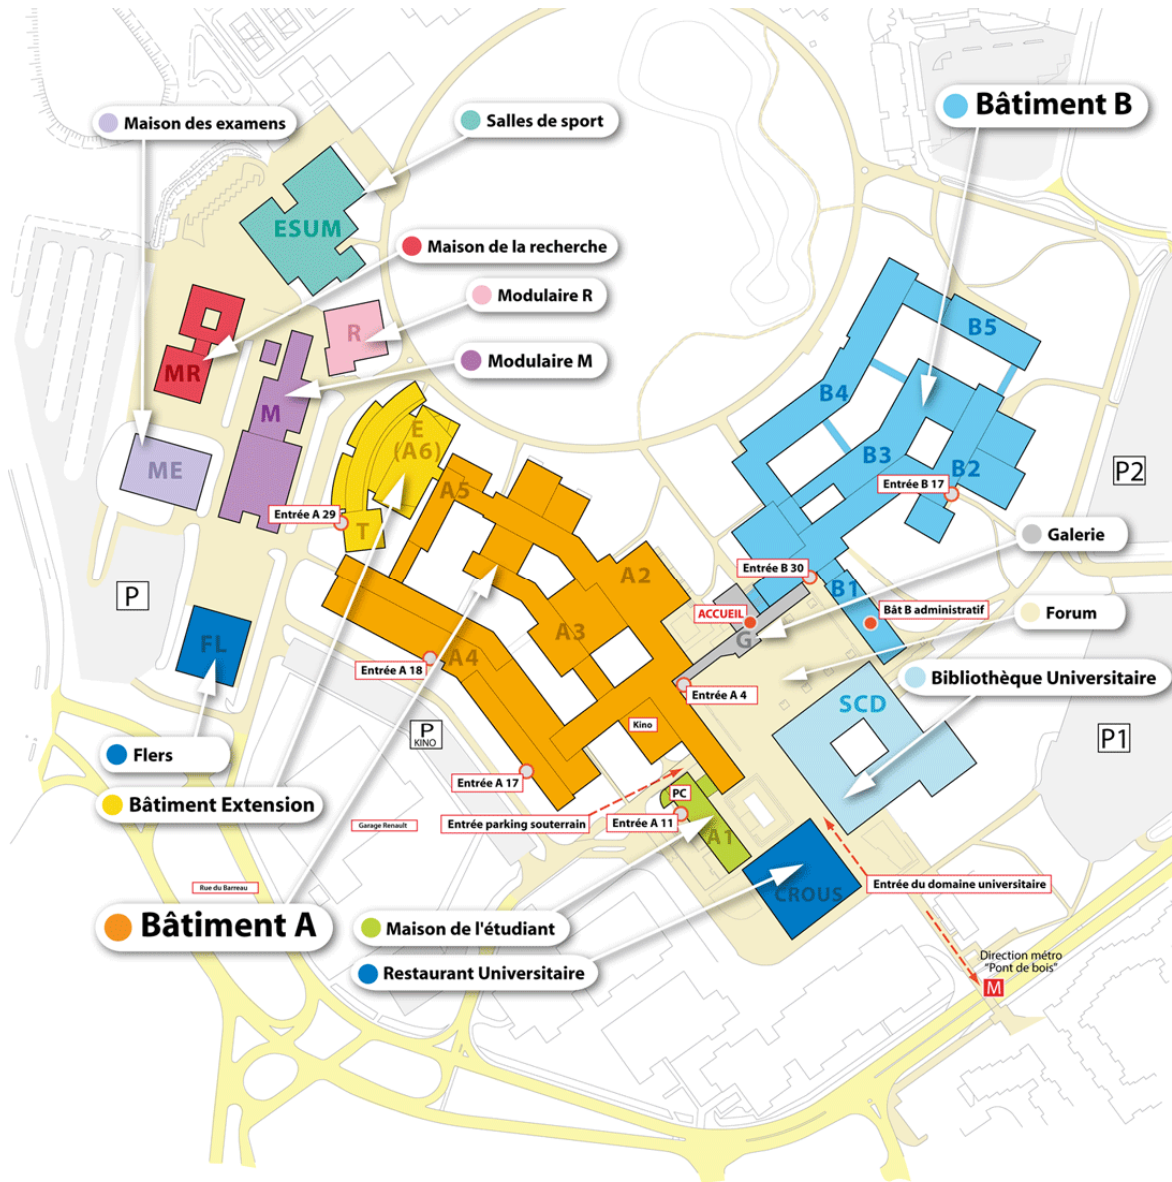 Bâtiment B
Maison des examens
Salles de sport
ESUM
Maison de la recherche
Modulaire R
R
B5
Modulaire M
MR
B4
M
E
(A6)
B3
ME
A5
B2
P2
Entrée B 17
Entrée A 29
T
Galerie
Entrée B 30
A2
B1
P
ACCUEIL
Bât B administratif
Forum
G
A3
FL
A4
Entrée A 18
Bibliothèque Universitaire
Entrée A 4
SCD
Kino
P
KINO
P1
Flers
Entrée A 17
PC
Bâtiment Extension
Entrée parking souterrain
Entrée A 11
Garage Renault
A1
Rue du Barreau
Entrée du domaine universitaire
CROUS
Bâtiment A
Maison de l'étudiant
Direction métro
"Pont de bois"
Restaurant Universitaire
M